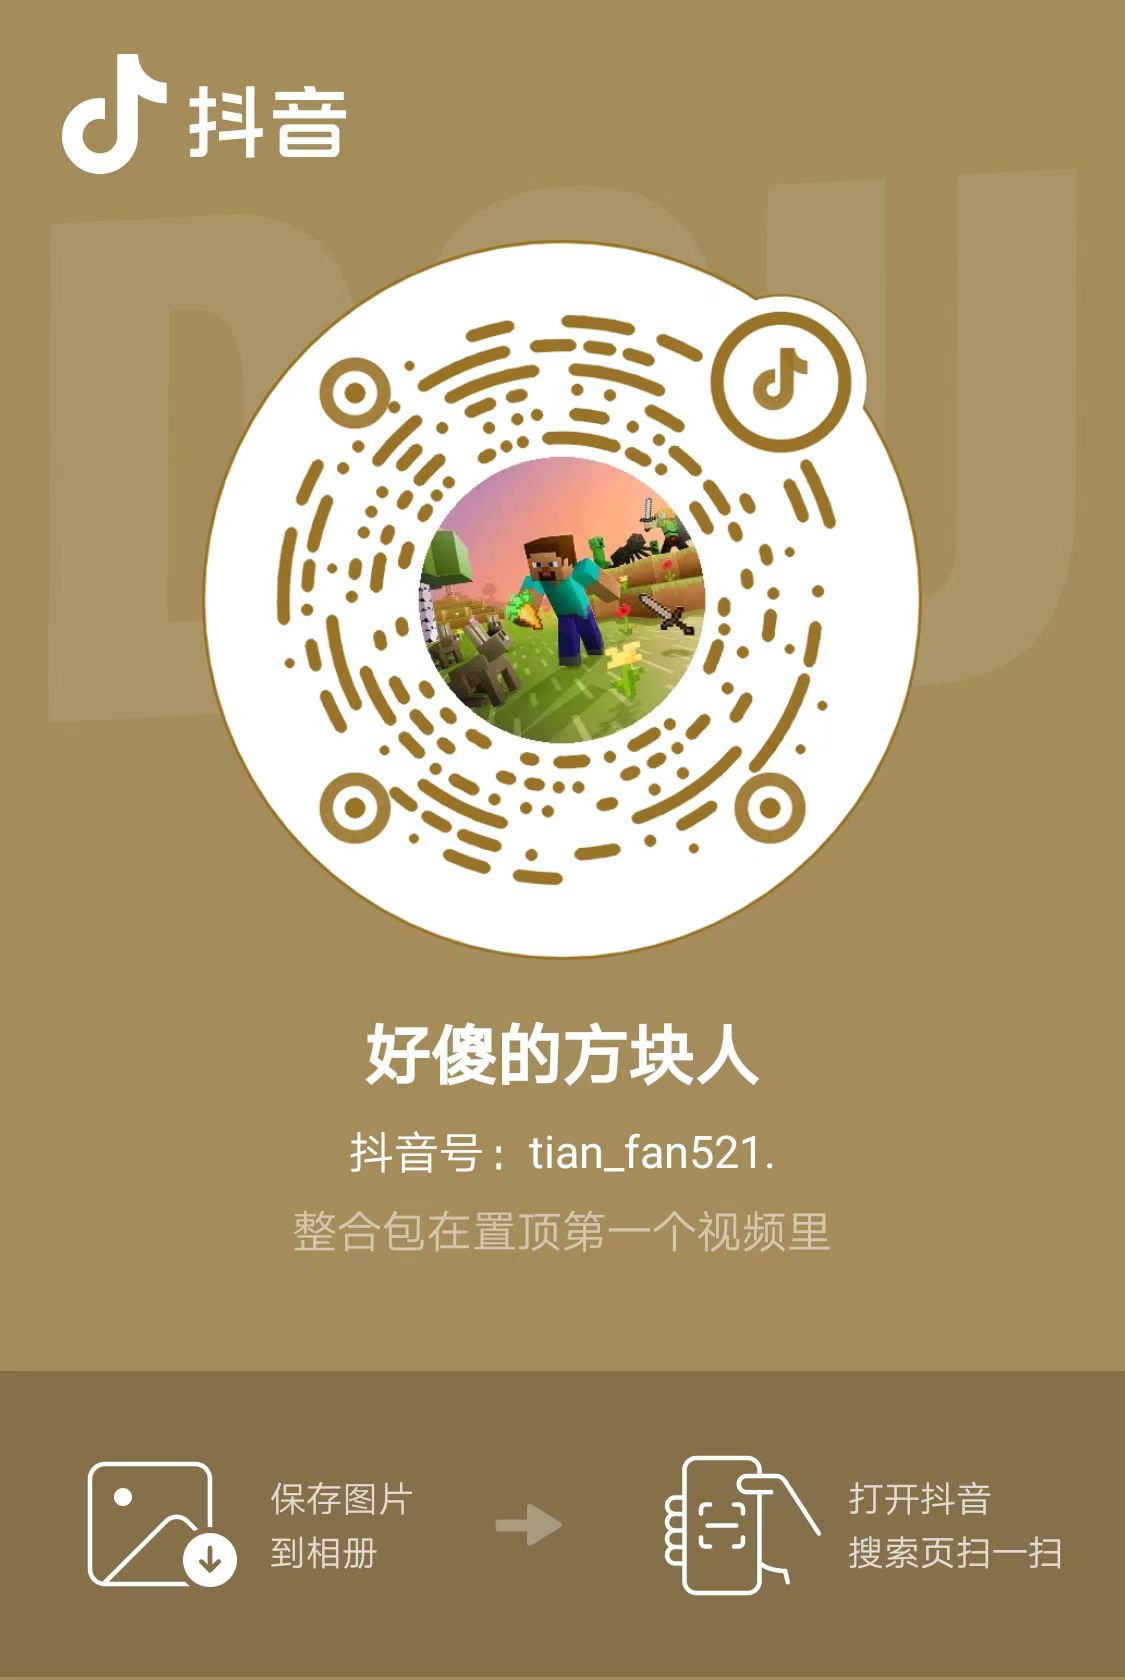 抖音
DOU
好傻的方块人
抖音号：tian_fan521.
整合包在置顶第一个视频里
保存图片
到相册
打开抖音
搜索页扫一扫